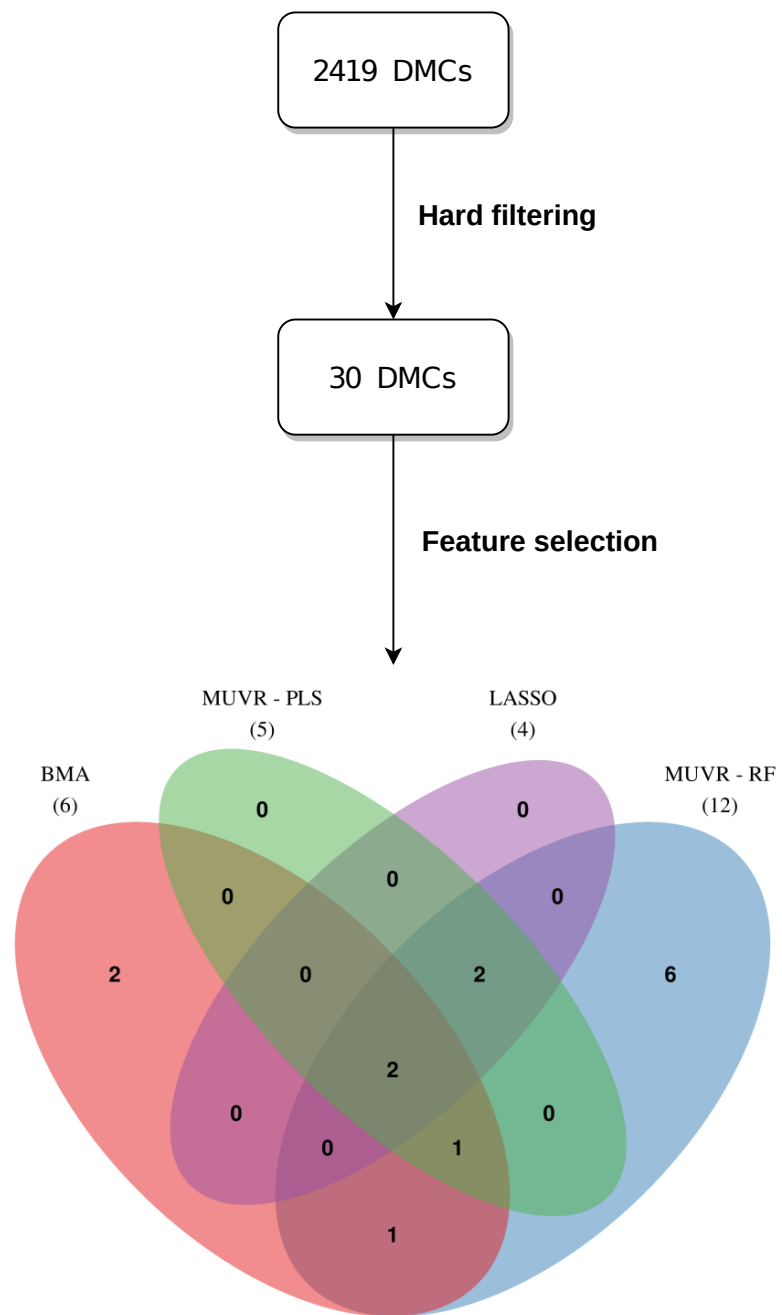 2419 DMCs
Hard filtering
30 DMCs
Feature selection
MUVR - PLS
(5)
LASSO
(4)
BMA
(6)
MUVR - RF
(12)
0
0
0
0
0
2
0
2
6
2
0
0
0
1
1